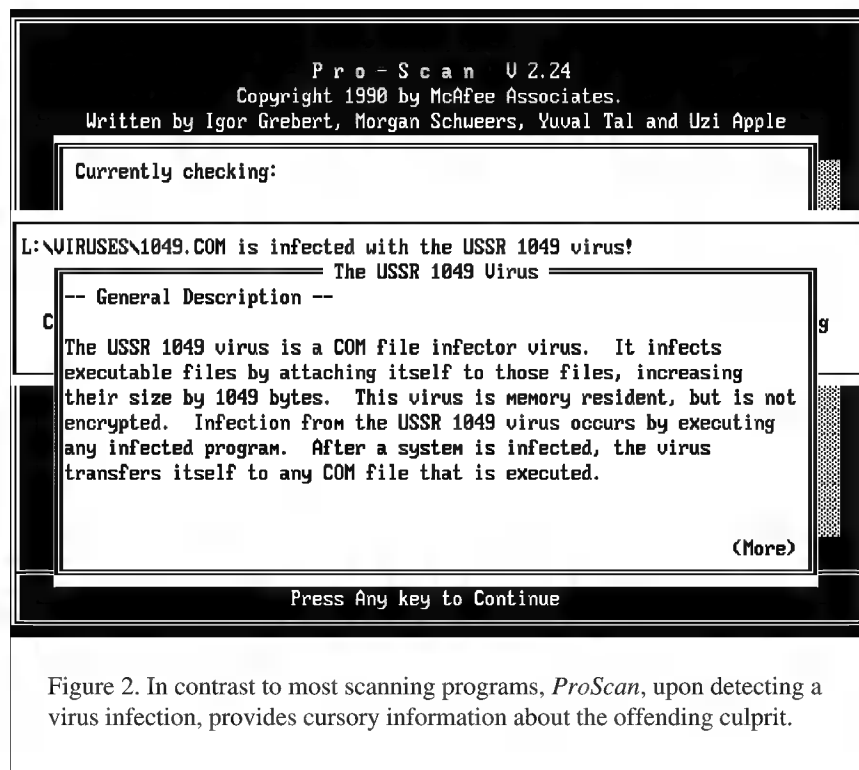 Pro-Scan V 2.24
Copyright 1990 by McAfee Associates.
Written by Igor Grebert, Morgan Schweers, Yuval Tal and Uzi Apple
Currently checking:
L:\VIRUSES\1049.COM is infected with the USSR 1049 virus!
The USSR 1049 Virus
-- General Description --
C
g
The USSR 1049 virus is a COM file infector virus. It infects
executable files by attaching itself to those files, increasing
their size by 1049 bytes. This virus is memory resident, but is not
encrypted. Infection from the USSR 1049 virus occurs by executing
any infected program. After a system is infected, the virus
transfers itself to any COM file that is executed.
(More)
Press Any key to Continue
Figure 2. In contrast to most scanning programs, ProScan, upon detecting a
virus infection, provides cursory information about the offending culprit.